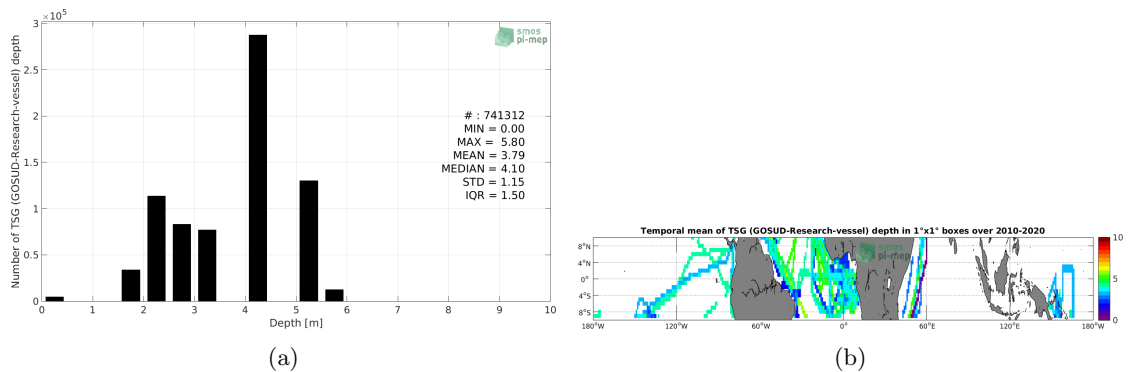 ×10⁵
3
2.5
2
1.5
1
0.5
0
Number of TSG (GOSUD-Research-vessel) depth
smos
pi-mep
# : 741312
MIN = 0.00
MAX = 5.80
MEAN = 3.79
MEDIAN = 4.10
STD = 1.15
IQR = 1.50
0 1 2 3 4 5 6 7 8 9 10
Depth [m]
(a)
Temporal mean of TSG (GOSUD-Research-vessel) depth in 1°x1° boxes over 2010-2020
8°N
4°N
0°
4°S
8°S
smos
pi-mep
180°W 120°W 60°W 0° 60°E 120°E 180°W
10
5
0
(b)